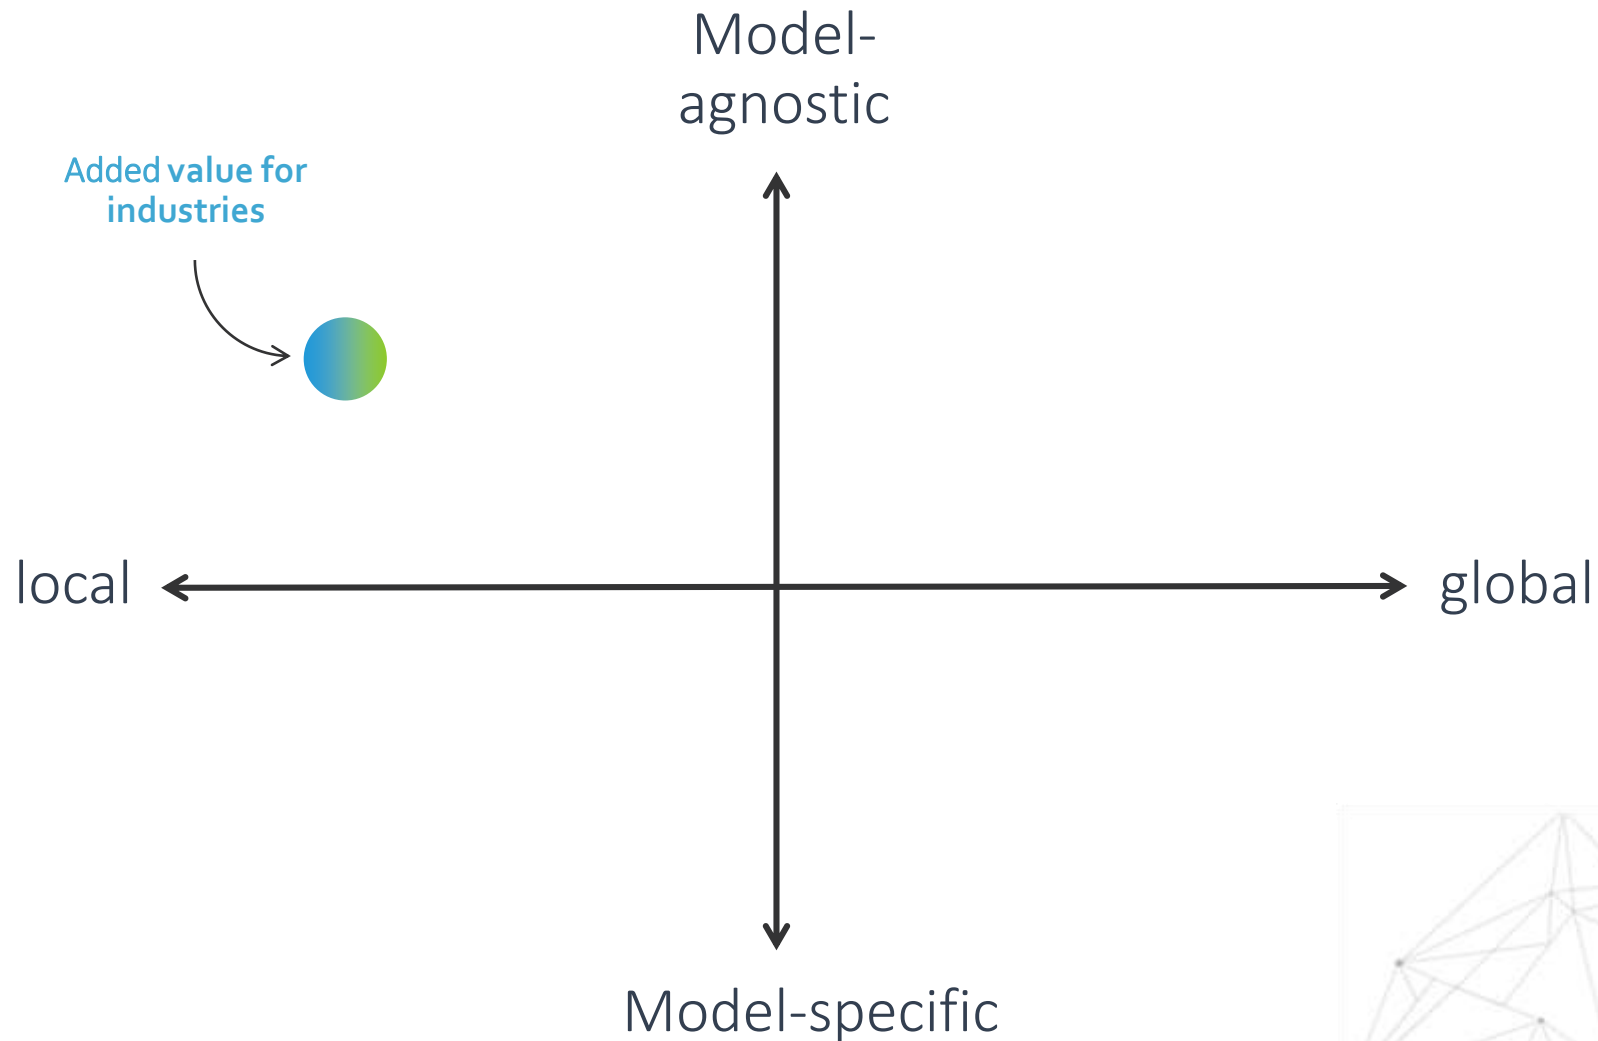 Model-
agnostic
Added value for
industries
local
global
Model-specific